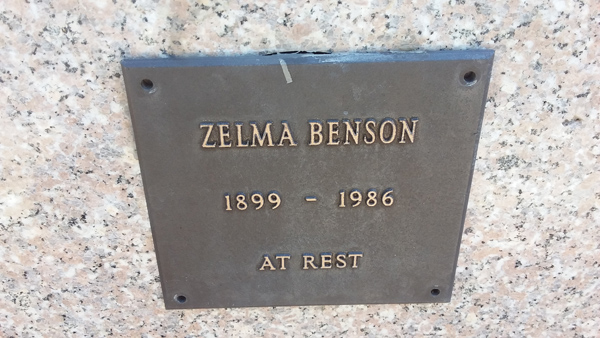 ZELMA BENSON
1899 - 1986
AT REST